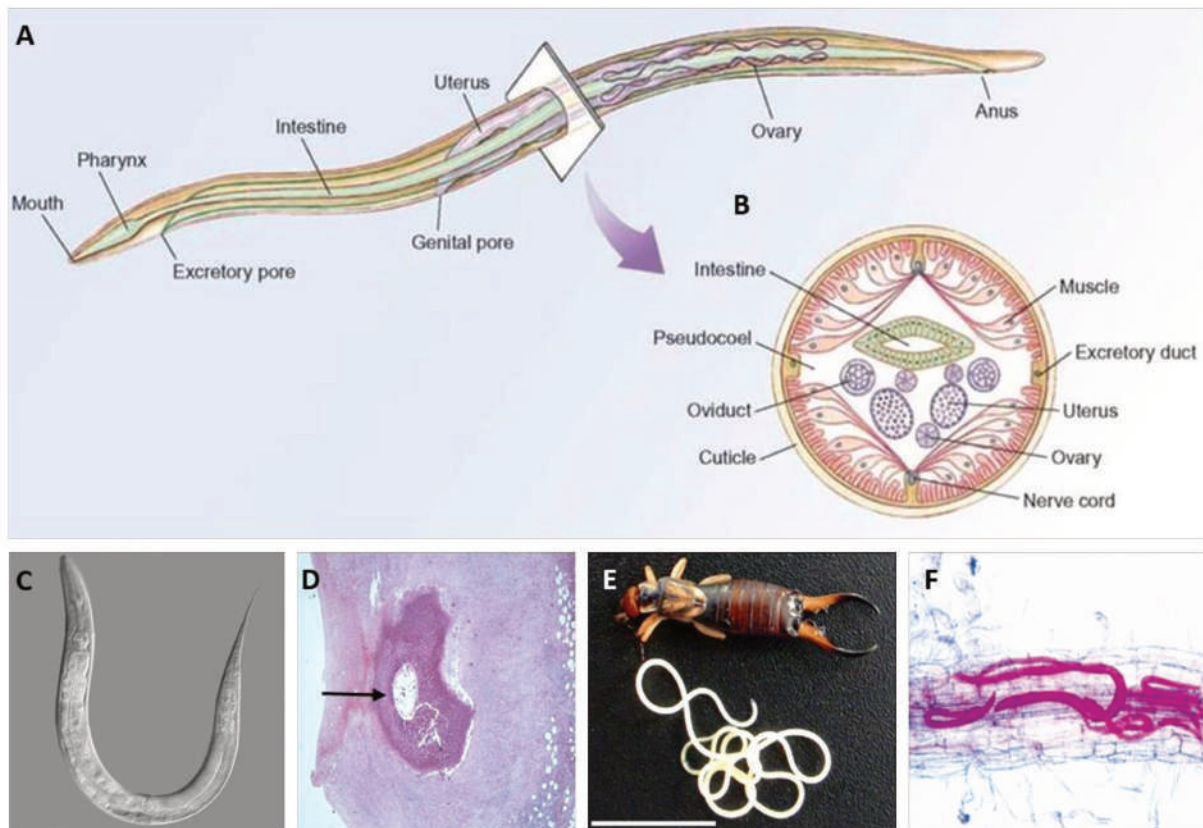 A
Uterus
Intestine
Pharynx
Mouth
Excretory pore
Genital pore
Ovary
Anus
B
Intestine
Pseudocoel
Oviduct
Cuticle
Muscle
Excretory duct
Uterus
Ovary
Nerve cord
C
D
E
F